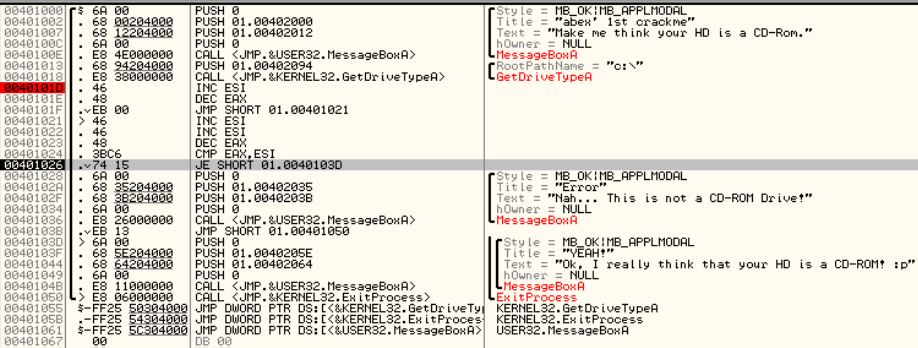 00401000 $ 6A 00 PUSH 0 Style = MB_OK|MB_APPLMODAL
00401002 . 68 00204000 PUSH 01.00402000 Title = "abex' 1st crackme"
00401007 . 68 12204000 PUSH 01.00402012 Text = "Make me think your HD is a CD-Rom."
0040100C . 6A 00 PUSH 0 hOwner = NULL
0040100E . E8 4E000000 CALL <JMP.&USER32.MessageBoxA> MessageBoxA
00401013 . 68 94204000 PUSH 01.00402094 RootPathName = "c:\"
00401018 . E8 38000000 CALL <JMP.&KERNEL32.GetDriveTypeA> GetDriveTypeA
0040101D . 46 INC ESI
0040101E . 48 DEC EAX
0040101F . EB 00 JMP SHORT 01.00401021
00401021 > 46 INC ESI
00401022 . 46 INC ESI
00401023 . 48 DEC EAX
00401024 . 3BC6 CMP EAX,ESI
00401026 . 74 15 JE SHORT 01.0040103D
00401028 . 6A 00 PUSH 0 Style = MB_OK|MB_APPLMODAL
0040102A . 68 35204000 PUSH 01.00402035 Title = "Error"
0040102F . 68 3B204000 PUSH 01.0040203B Text = "Nah... This is not a CD-ROM Drive!"
00401034 . 6A 00 PUSH 0 hOwner = NULL
00401036 . E8 26000000 CALL <JMP.&USER32.MessageBoxA> MessageBoxA
0040103B . EB 13 JMP SHORT 01.00401050
0040103D > 6A 00 PUSH 0 Style = MB_OK|MB_APPLMODAL
0040103F . 68 5E204000 PUSH 01.0040205E Title = "YEAH!"
00401044 . 68 64204000 PUSH 01.00402064 Text = "Ok, I really think that your HD is a CD-ROM! :p"
00401049 . 6A 00 PUSH 0 hOwner = NULL
0040104B . E8 11000000 CALL <JMP.&USER32.MessageBoxA> MessageBoxA
00401050 > E8 06000000 CALL <JMP.&KERNEL32.ExitProcess> ExitProcess
00401055 $-FF25 50304000 JMP DWORD PTR DS:[<&KERNEL32.GetDriveTyp KERNEL32.GetDriveTypeA
0040105B .-FF25 54304000 JMP DWORD PTR DS:[<&KERNEL32.ExitProcess KERNEL32.ExitProcess
00401061 $-FF25 5C304000 JMP DWORD PTR DS:[<&USER32.MessageBoxA>] USER32.MessageBoxA
00401067 00 DB 00